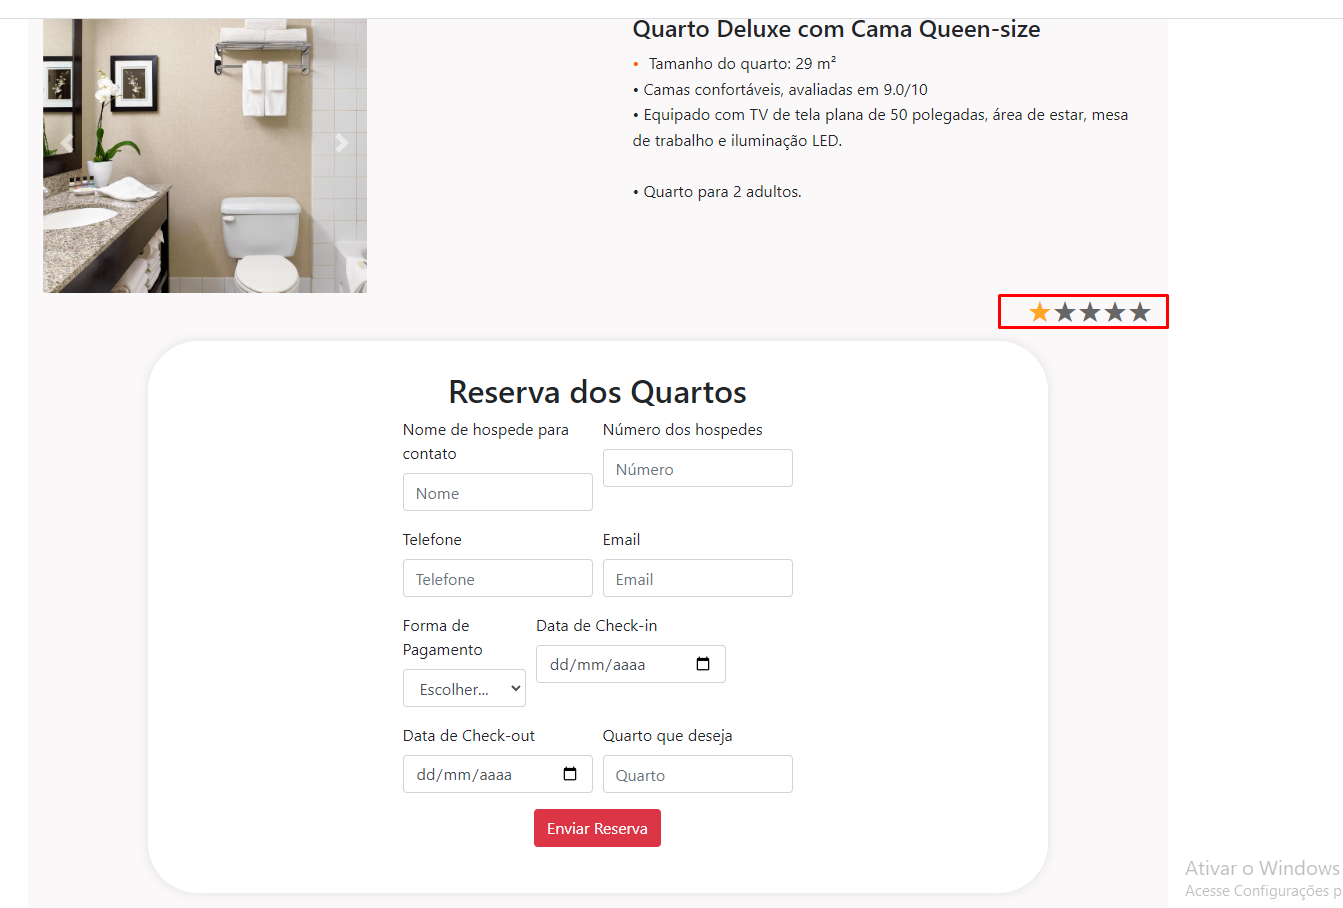 Quarto Deluxe com Cama Queen-size
• Tamanho do quarto: 29 m²
• Camas confortáveis, avaliadas em 9.0/10
• Equipado com TV de tela plana de 50 polegadas, área de estar, mesa
de trabalho e iluminação LED.
• Quarto para 2 adultos.
Reserva dos Quartos
Nome de hospede para
contato
Nome
Número dos hospedes
Número
Telefone
Telefone
Email
Email
Forma de
Pagamento
Escolher...
Data de Check-in
dd/mm/aaaa
Data de Check-out
dd/mm/aaaa
Quarto que deseja
Quarto
Enviar Reserva
Ativar o Windows
Acesse Configurações p